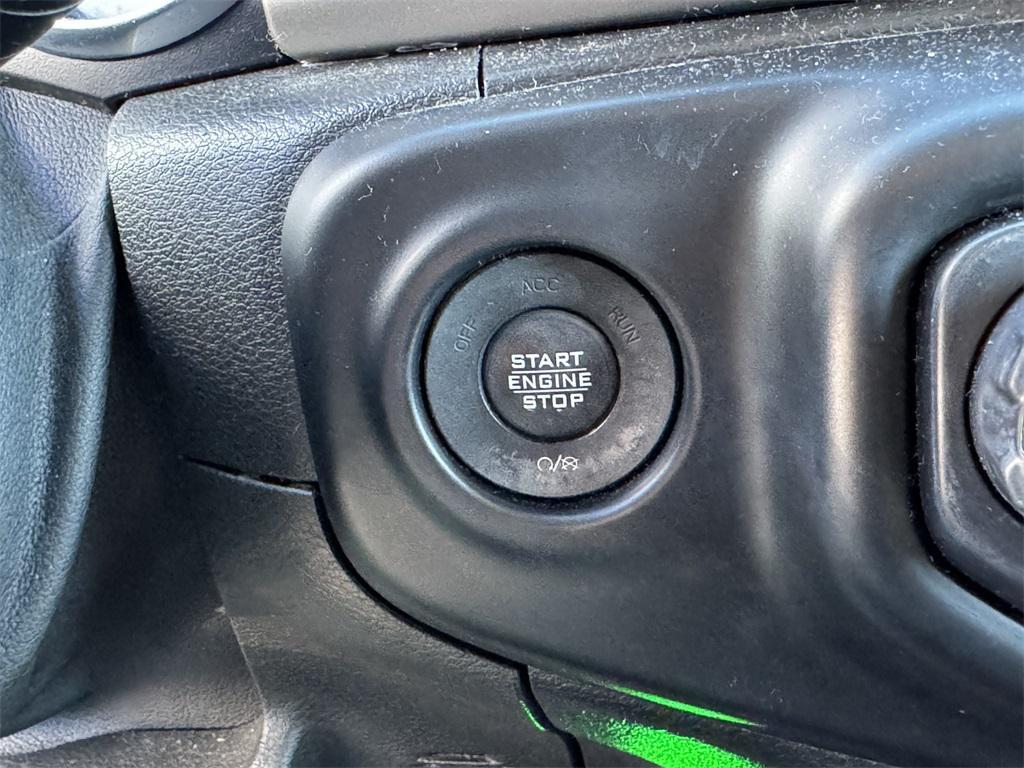 ACC
OFF
RUN
START
ENGINE
STOP